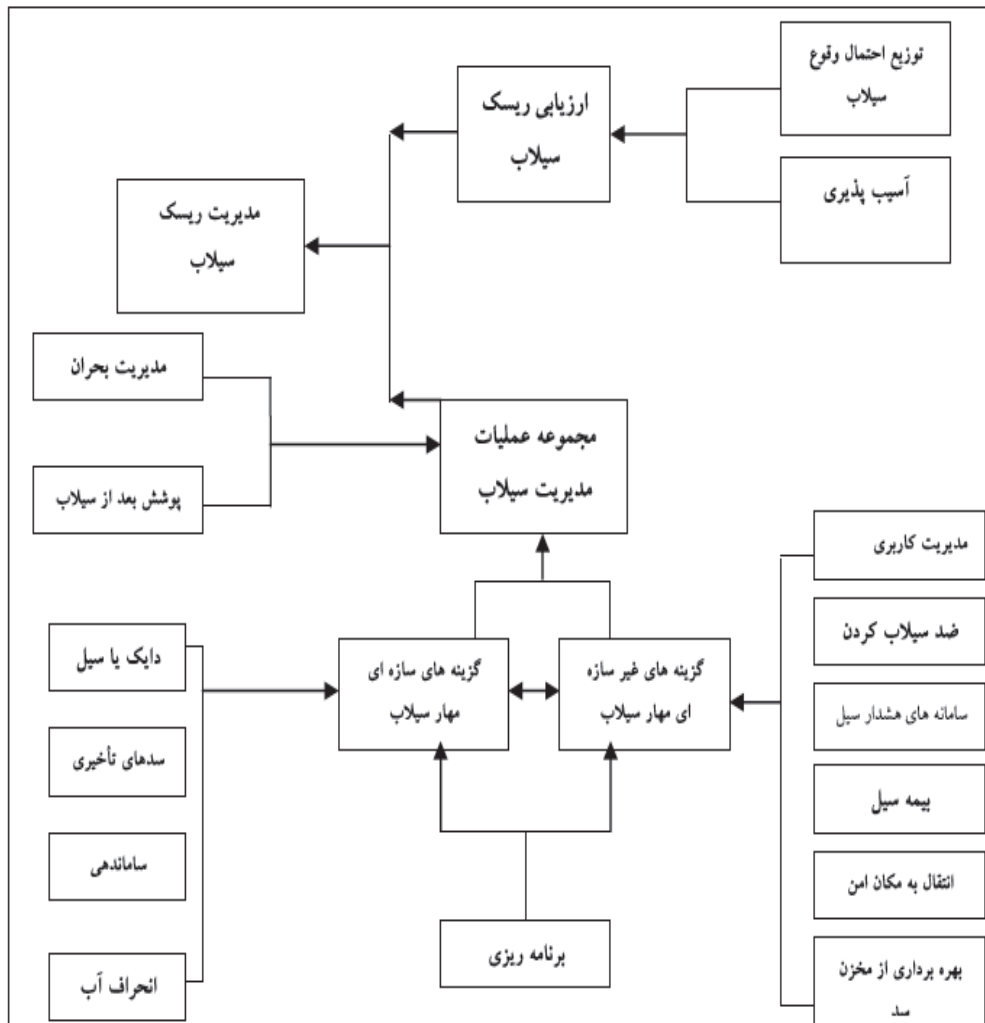 توزیع احتمال وقوع
سیلاب
ارزیابی ریسک
سیلاب
آسیب پذیری
مدیریت ریسک
سیلاب
مدیریت بحران
مجموعه عملیات
مدیریت سیلاب
پوشش بعد از سیلاب
مدیریت کاربری
ضد سیلاب کردن
سامانه های هشدار سیل
بیمه سیل
انتقال به مکان امن
بهره برداری از مخزن
سد
گزینه های غیر سازه
ای مهار سیلاب
گزینه های سازه ای
مهار سیلاب
دایک یا سیل
سدهای تأخیری
ساماندهی
انحراف آب
برنامه ریزی